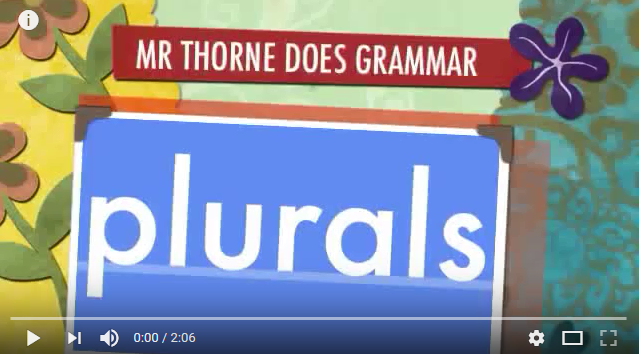 MR THORNE DOES GRAMMAR
plurals
0:00 / 2:06